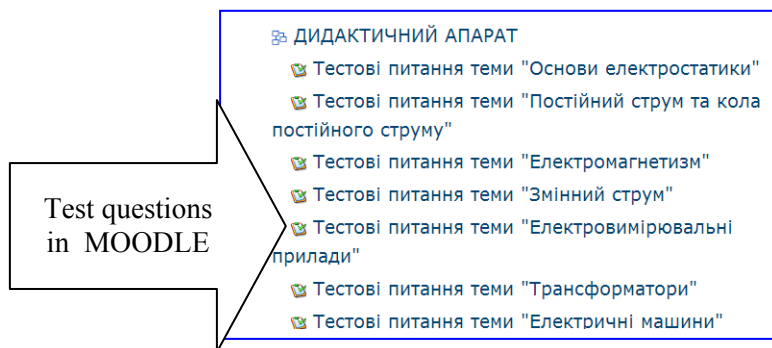 ДИДАКТИЧНИЙ АПАРАТ
Тестові питання теми "Основи електростатики"
Тестові питання теми "Постійний струм та кола
постійного струму"
Тестові питання теми "Електромагнетизм"
Тестові питання теми "Змінний струм"
Тестові питання теми "Електровимірювальні
прилади"
Тестові питання теми "Трансформатори"
Тестові питання теми "Електричні машини"
Test questions
in MOODLE